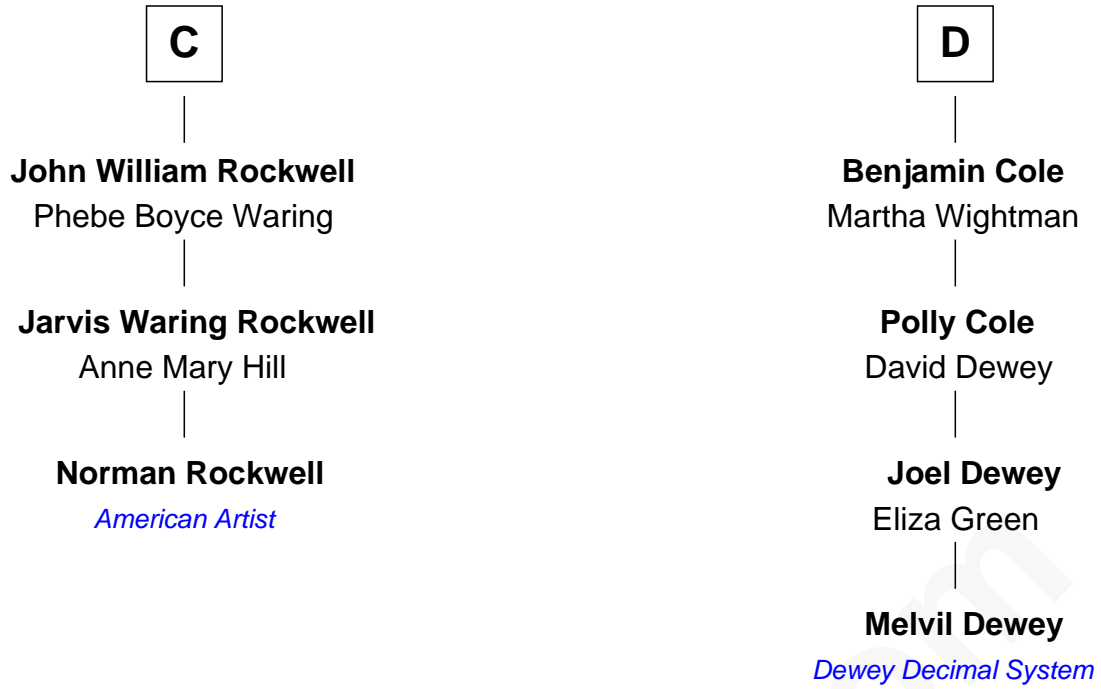 C
John William Rockwell
Phebe Boyce Waring
Jarvis Waring Rockwell
Anne Mary Hill
Norman Rockwell
American Artist
D
Benjamin Cole
Martha Wightman
Polly Cole
David Dewey
Joel Dewey
Eliza Green
Melvil Dewey
Dewey Decimal System